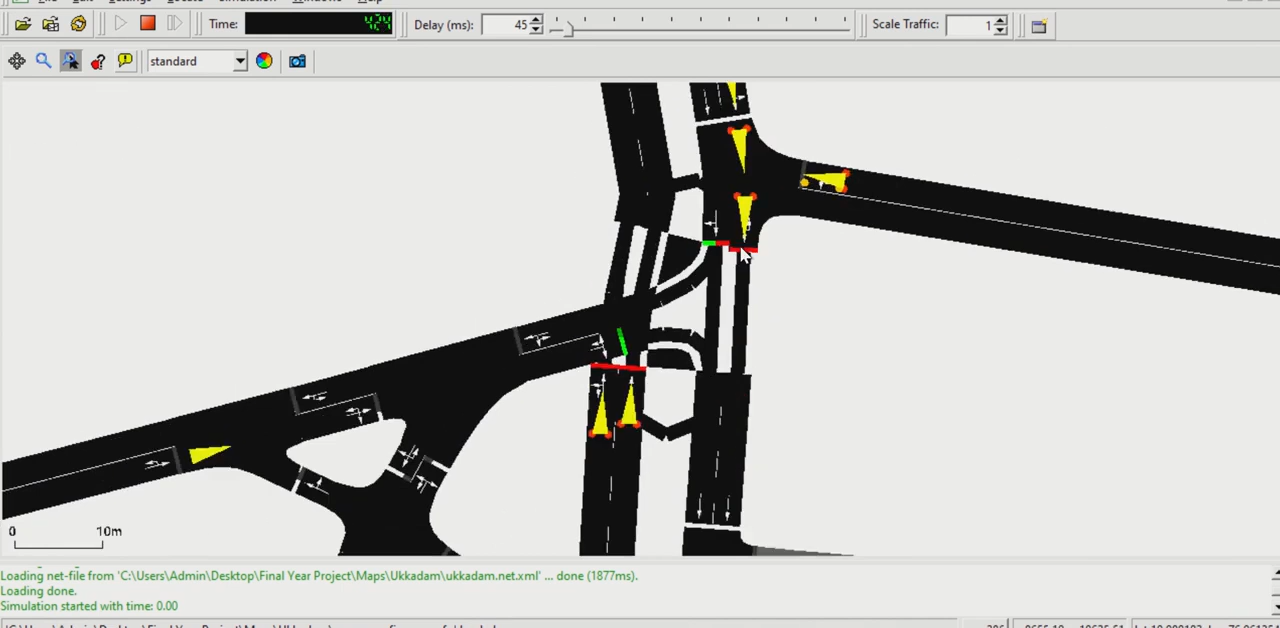 Time: 424 Delay (ms): 45 Scale Traffic: 1
standard
0 10m
Loading net-file from 'C:\Users\Admin\Desktop\Final Year Project\Maps\Ukkadam\ukkadam.net.xml' ... done (1877ms).
Loading done.
Simulation started with time: 0.00